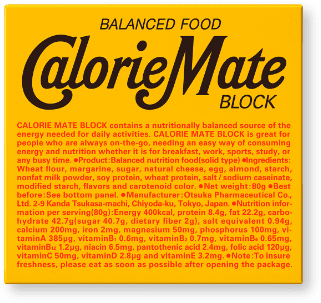 BALANCED FOOD
CalorieMate
BLOCK
CALORIE MATE BLOCK contains a nutritionally balanced source of the
energy needed for daily activities. CALORIE MATE BLOCK is great for
people who are always on-the-go, needing an easy way of consuming
energy and nutrition whether it is for breakfast, work, sports, study, or
any busy time. ●Product:Balanced nutrition food(solid type) ●Ingredients:
Wheat flour, margarine, sugar, natural cheese, egg, almond, starch,
nonfat milk powder, soy protein, wheat protein, salt / sodium caseinate,
modified starch, flavors and carotenoid color. ●Net weight:80g ●Best
before:See bottom panel. ●Manufacturer:Otsuka Pharmaceutical Co.,
Ltd. 2-9 Kanda Tsukasa-machi, Chiyoda-ku, Tokyo, Japan. ●Nutrition infor-
mation per serving(80g):Energy 400kcal, protein 8.4g, fat 22.2g, carbo-
hydrate 42.7g(sugar 40.7g, dietary fiber 2g), salt equivalent 0.94g,
calcium 200mg, iron 2mg, magnesium 50mg, phosphorus 100mg, vi-
taminA 385μg, vitaminB₁ 0.6mg, vitaminB₂ 0.7mg, vitaminB₆ 0.65mg,
vitaminB₁₂ 1.2μg, niacin 6.5mg, pantothenic acid 2.4mg, folic acid 120μg,
vitaminC 50mg, vitaminD 2.8μg and vitaminE 3.2mg. ●Note:To insure
freshness, please eat as soon as possible after opening the package.